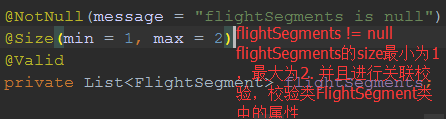 @NotNull(message = "flightSegments is null")
@Size(min = 1, max = 2)
@Valid
private List<FlightSegment> flightSegments;
flightSegments != null
flightSegments的size最小为1
，最大为2. 并且进行关联校
验，校验类FlightSegment类
中的属性